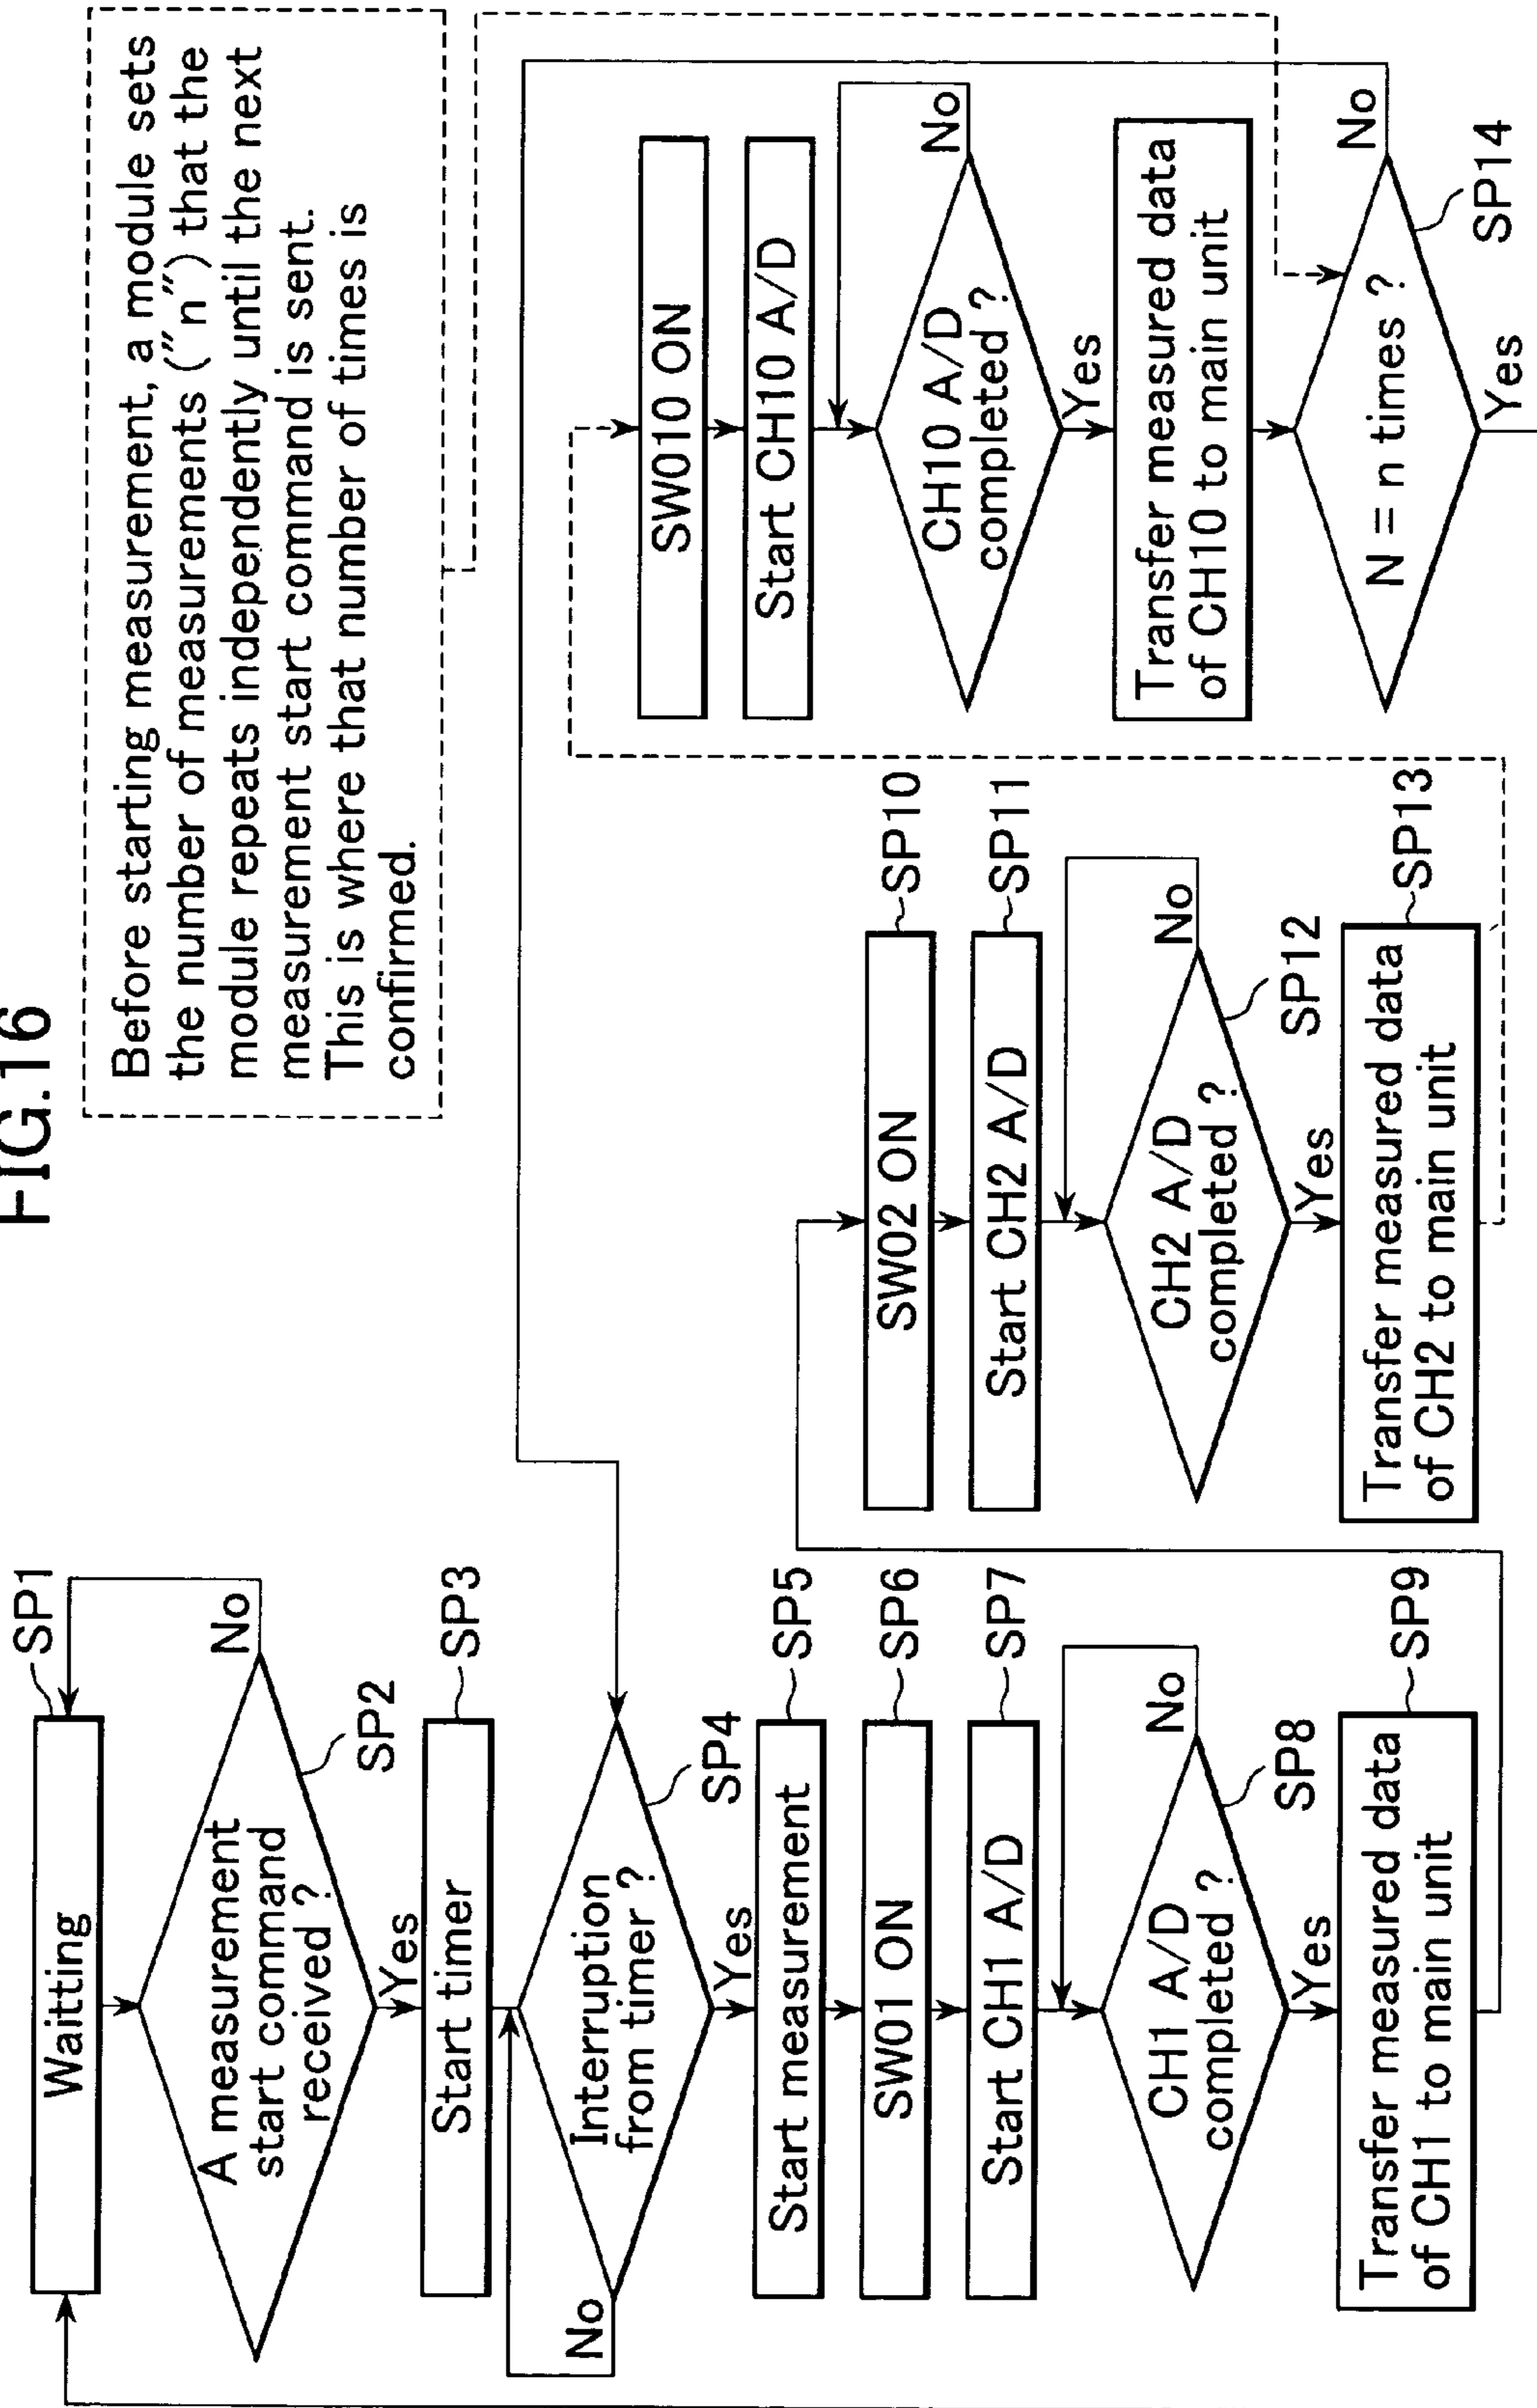 FIG.16
Before starting measurement, a module sets
the number of measurements ("n") that the
module repeats independently until the next
measurement start command is sent.
This is where that number of times is
confirmed.
Waitting
SP1
A measurement
start command
received ?
No
SP2
Yes
Start timer
SP3
Interruption
from timer ?
No
SP4
Yes
Start measurement
SP5
SW01 ON
SP6
Start CH1 A/D
SP7
CH1 A/D
completed ?
No
SP8
Yes
Transfer measured data
of CH1 to main unit
SP9
SW02 ON
SP10
Start CH2 A/D
SP11
CH2 A/D
completed ?
No
SP12
Yes
Transfer measured data
of CH2 to main unit
SP13
SW010 ON
Start CH10 A/D
CH10 A/D
completed ?
No
Yes
Transfer measured data
of CH10 to main unit
N = n times ?
No
SP14
Yes